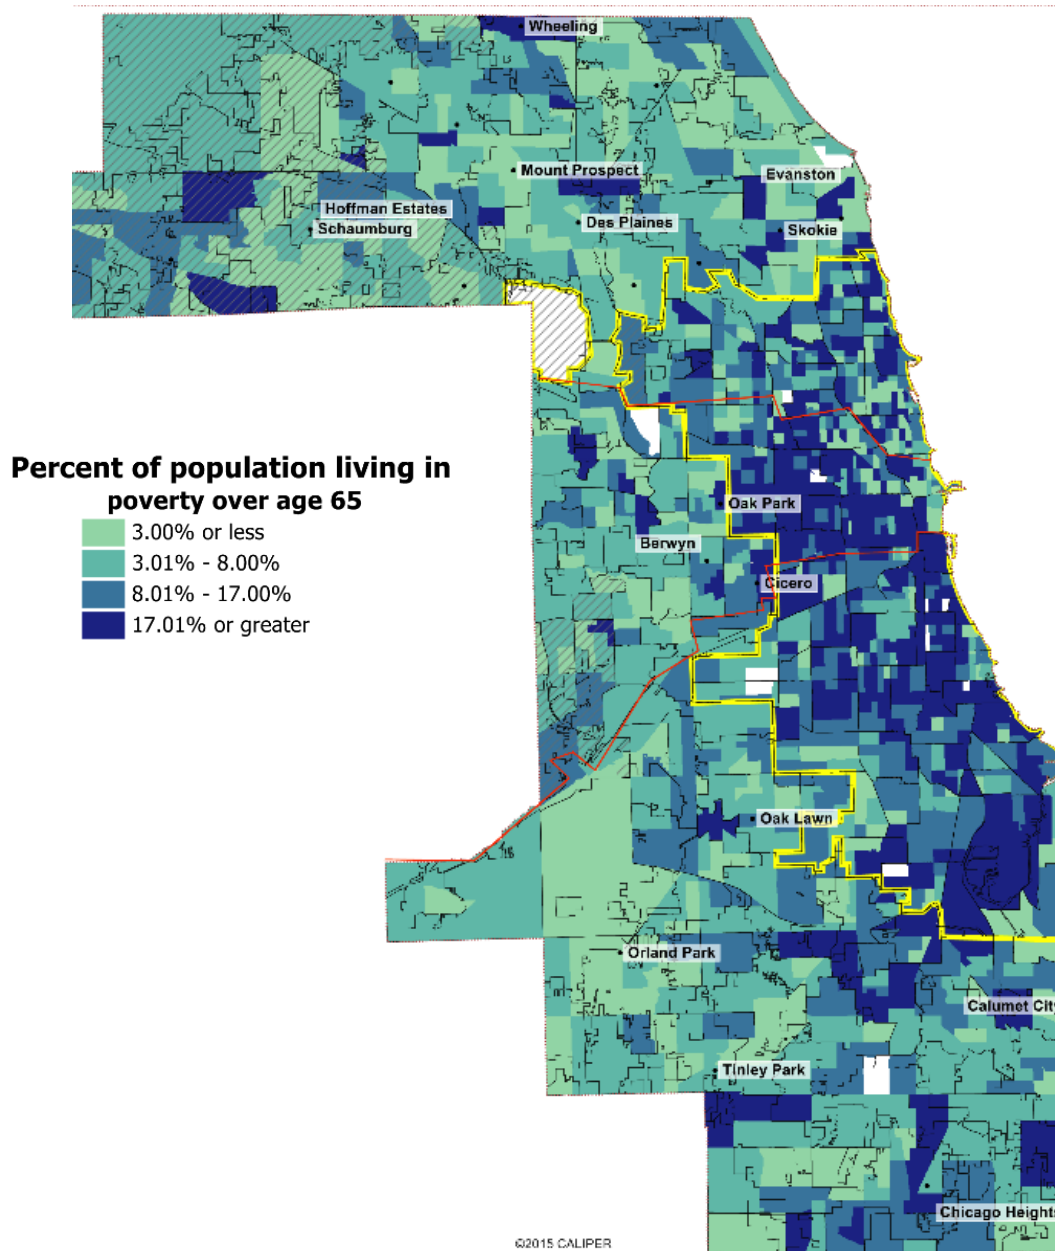 Wheeling
Mount Prospect
Evanston
Hoffman Estates
Schaumburg
Des Plaines
Skokie
Percent of population living in
poverty over age 65
3.00% or less
3.01% - 8.00%
8.01% - 17.00%
17.01% or greater
Oak Park
Berwyn
Cicero
Oak Lawn
Orland Park
Calumet City
Tinley Park
Chicago Heights
©2015 CALIPER